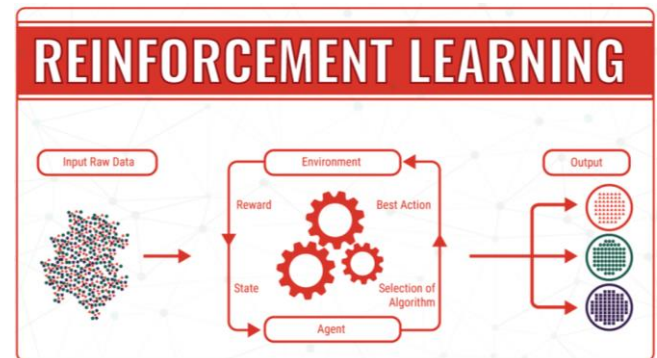 REINFORCEMENT LEARNING
Input Raw Data
Environment
Output
Reward
Best Action
State
Selection of
Algorithm
Agent